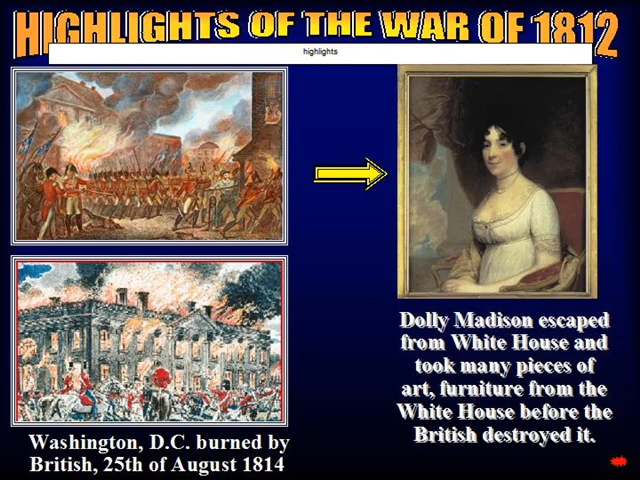 HIGHLIGHTS OF THE WAR OF 1812
highlights
Dolly Madison escaped
from White House and
took many pieces of
art, furniture from the
White House before the
British destroyed it.
Washington, D.C. burned by
British, 25th of August 1814